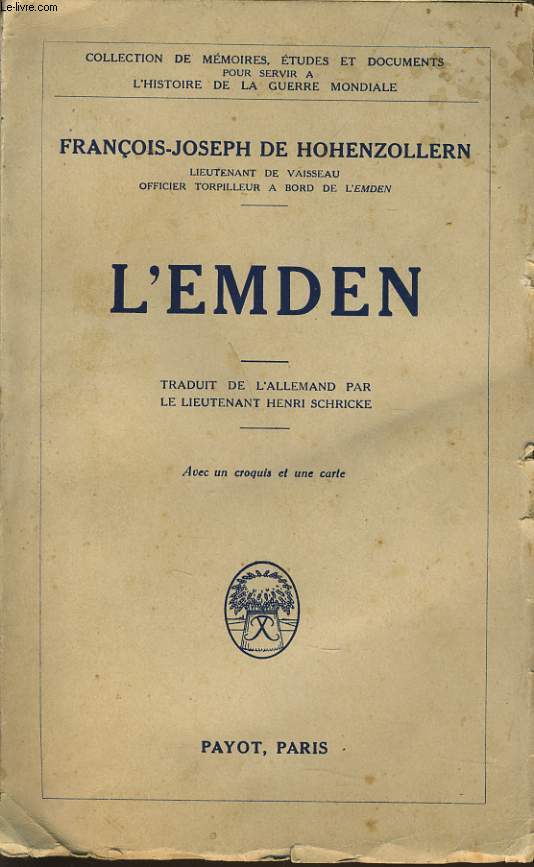 Le-livre.com
COLLECTION DE MÉMOIRES, ÉTUDES ET DOCUMENTS
POUR SERVIR A
L'HISTOIRE DE LA GUERRE MONDIALE
FRANÇOIS-JOSEPH DE HOHENZOLLERN
LIEUTENANT DE VAISSEAU
OFFICIER TORPILLEUR A BORD DE L'EMDEN
L'EMDEN
TRADUIT DE L'ALLEMAND PAR
LE LIEUTENANT HENRI SCHRICKE
Avec un croquis et une carte
PAYOT, PARIS